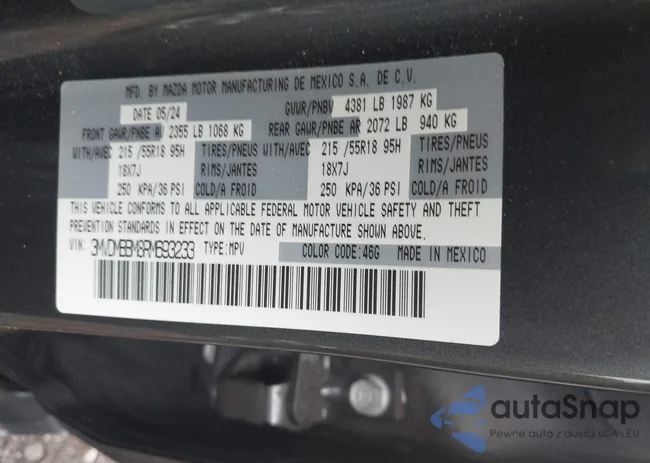 MFD. BY MAZDA MOTOR MANUFACTURING DE MEXICO S.A. DE C.V.
DATE 05/24 GVWR/PNBV 4381 LB 1987 KG
FRONT GAWR/PNBE AV 2355 LB 1068 KG REAR GAWR/PNBE AR 2072 LB 940 KG
WITH/AVEC 215 /55R18 95H TIRES/PNEUS WITH/AVEC 215 /55R18 95H TIRES/PNEUS
18X7J RIMS/JANTES 18X7J RIMS/JANTES
250 KPA/36 PSI COLD/A FROID 250 KPA/36 PSI COLD/A FROID
THIS VEHICLE CONFORMS TO ALL APPLICABLE FEDERAL MOTOR VEHICLE SAFETY AND THEFT
PREVENTION STANDARDS IN EFFECT ON THE DATE OF MANUFACTURE SHOWN ABOVE.
VIN: 3MVDMBBM8RM693233 TYPE: MPV COLOR CODE: 46G MADE IN MEXICO
autaSnap
Pewne auta z aukcji USA i EU